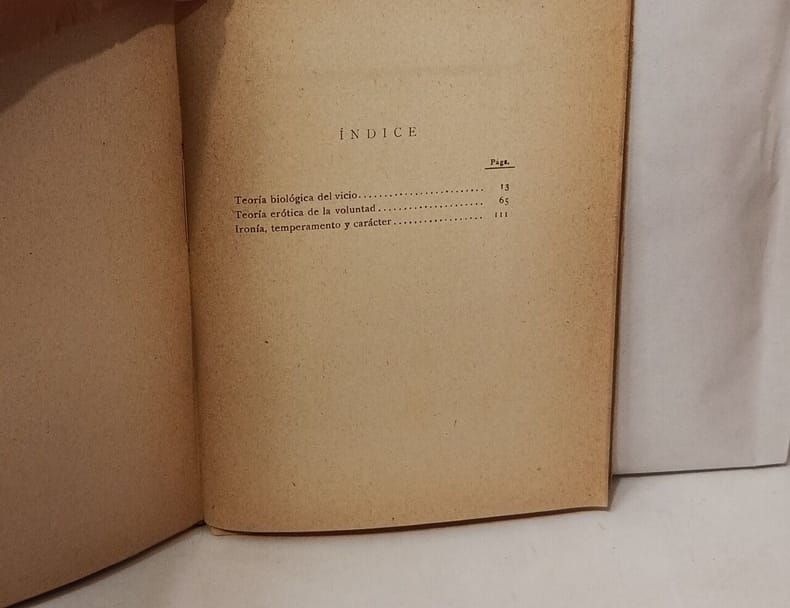 ÍNDICE
Págs.
Teoría biológica del vicio........................ 13
Teoría erótica de la voluntad.................... 65
Ironía, temperamento y carácter................. 111